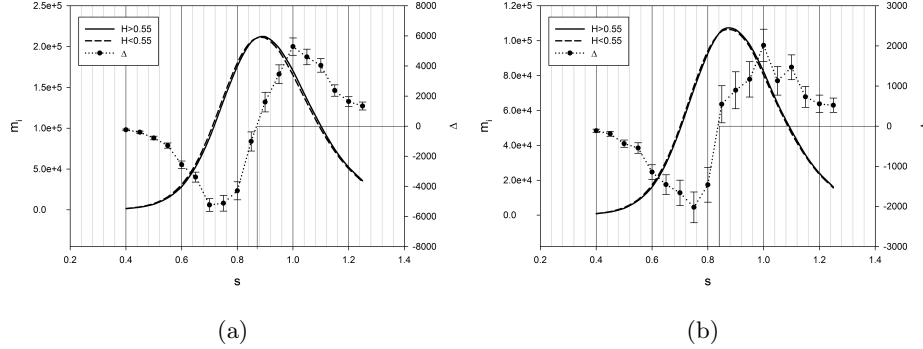 2.5e+5
2.0e+5
1.5e+5
1.0e+5
5.0e+4
0.0
m_i
8000
6000
4000
2000
0
-2000
-4000
-6000
-8000
Δ
H>0.55
H<0.55
Δ
0.2 0.4 0.6 0.8 1.0 1.2 1.4
s
(a)
1.2e+5
1.0e+5
8.0e+4
6.0e+4
4.0e+4
2.0e+4
0.0
m_i
3000
2000
1000
0
-1000
-2000
-3000
H>0.55
H<0.55
Δ
0.2 0.4 0.6 0.8 1.0 1.2 1.4
s
(b)